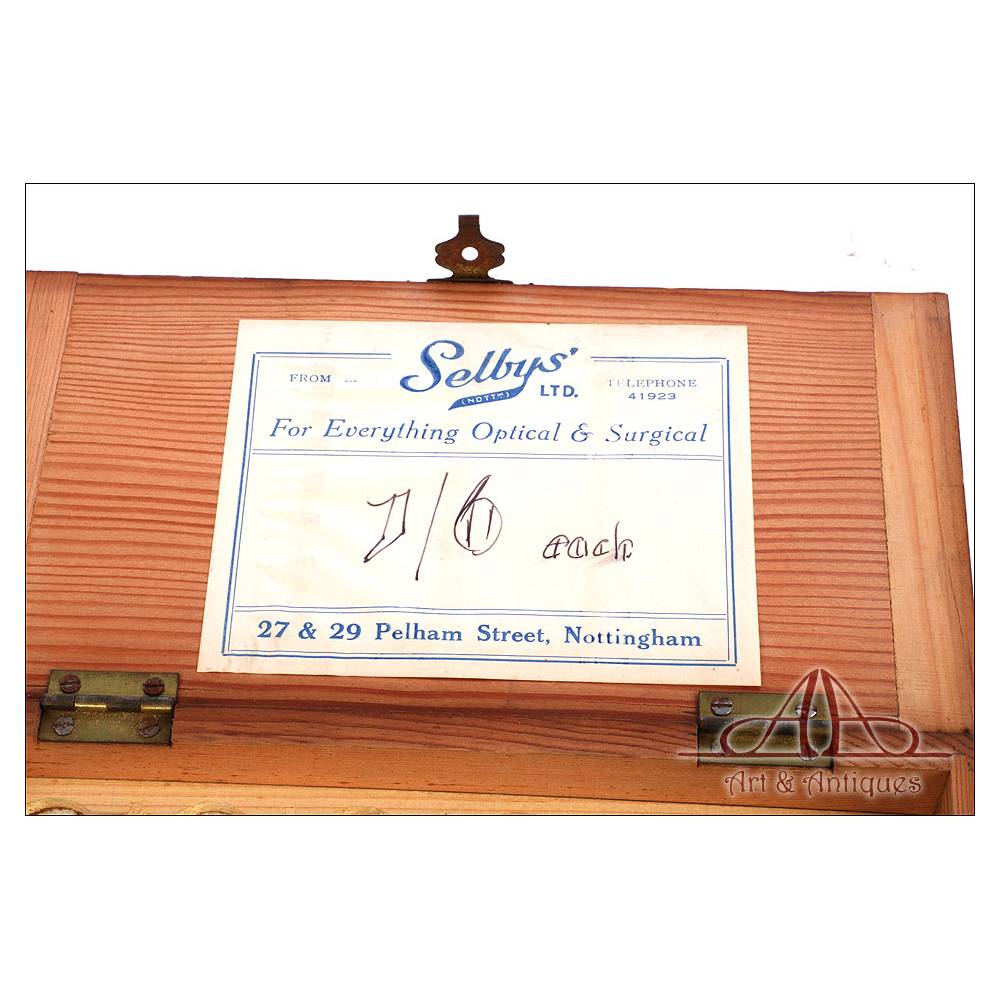 FROM ...
Selbys'
(NOTTM)
LTD.
TELEPHONE
41923
For Everything Optical & Surgical
7/6 each
27 & 29 Pelham Street, Nottingham
Art & Antiques